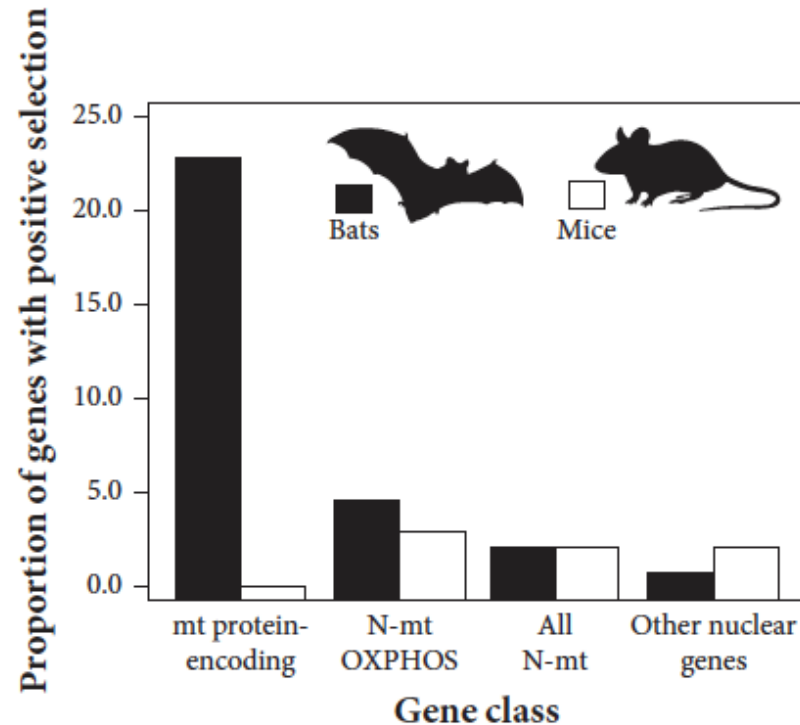 Proportion of genes with positive selection
25.0
20.0
15.0
10.0
5.0
0.0
Bats
Mice
mt protein-
encoding
N-mt
OXPHOS
All
N-mt
Other nuclear
genes
Gene class